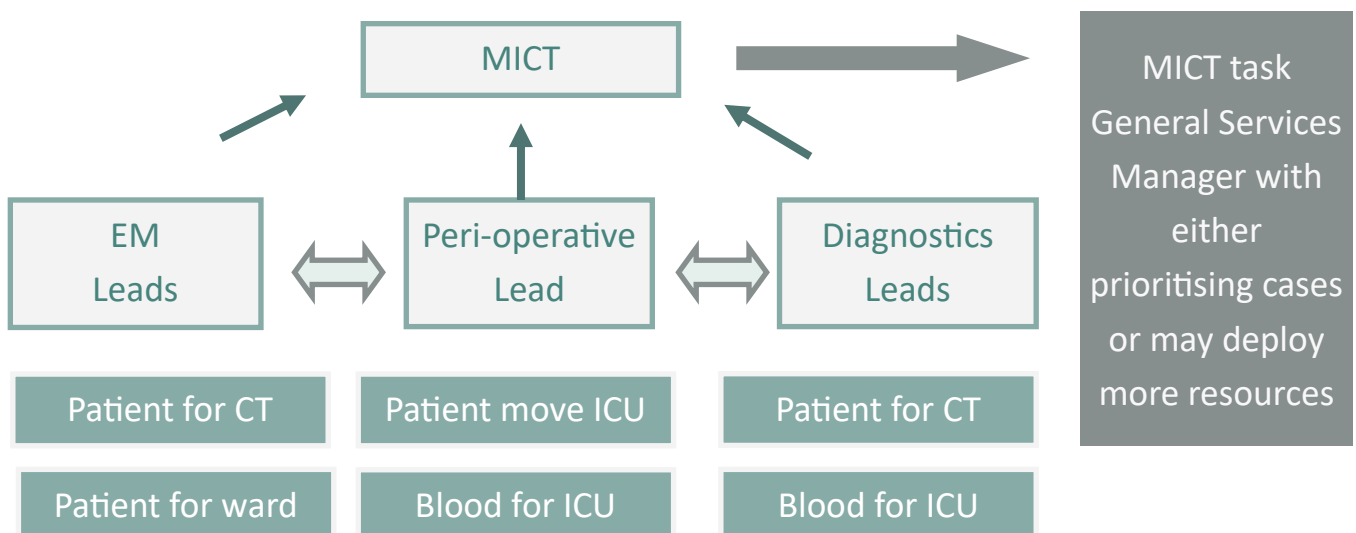 MICT
MICT task
General Services
Manager with
either
prioritising cases
or may deploy
more resources
EM
Leads
Peri-operative
Lead
Diagnostics
Leads
Patient for CT
Patient move ICU
Patient for CT
Patient for ward
Blood for ICU
Blood for ICU